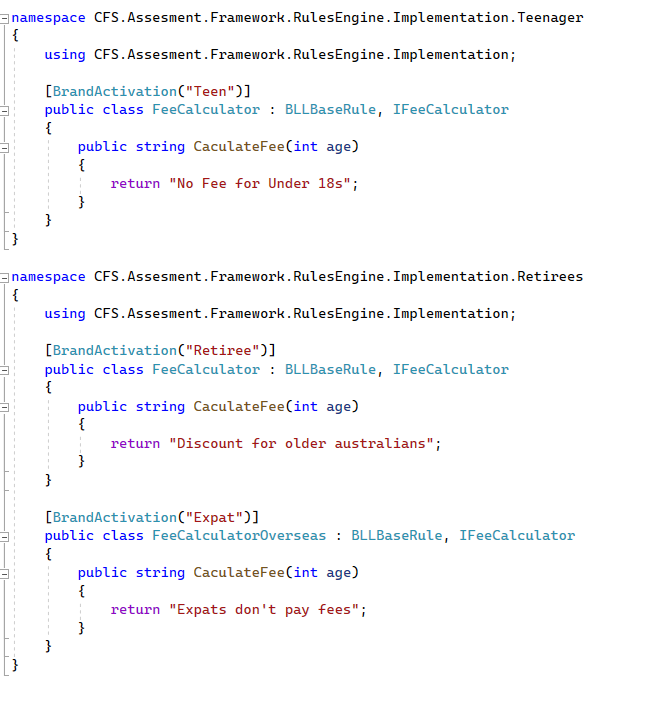 namespace CFS.Assesment.Framework.RulesEngine.Implementation.Teenager
{
    using CFS.Assesment.Framework.RulesEngine.Implementation;

    [BrandActivation("Teen")]
    public class FeeCalculator : BLLBaseRule, IFeeCalculator
    {
        public string CaculateFee(int age)
        {
            return "No Fee for Under 18s";
        }
    }
}

namespace CFS.Assesment.Framework.RulesEngine.Implementation.Retirees
{
    using CFS.Assesment.Framework.RulesEngine.Implementation;

    [BrandActivation("Retiree")]
    public class FeeCalculator : BLLBaseRule, IFeeCalculator
    {
        public string CaculateFee(int age)
        {
            return "Discount for older australians";
        }
    }

    [BrandActivation("Expat")]
    public class FeeCalculatorOverseas : BLLBaseRule, IFeeCalculator
    {
        public string CaculateFee(int age)
        {
            return "Expats don't pay fees";
        }
    }
}